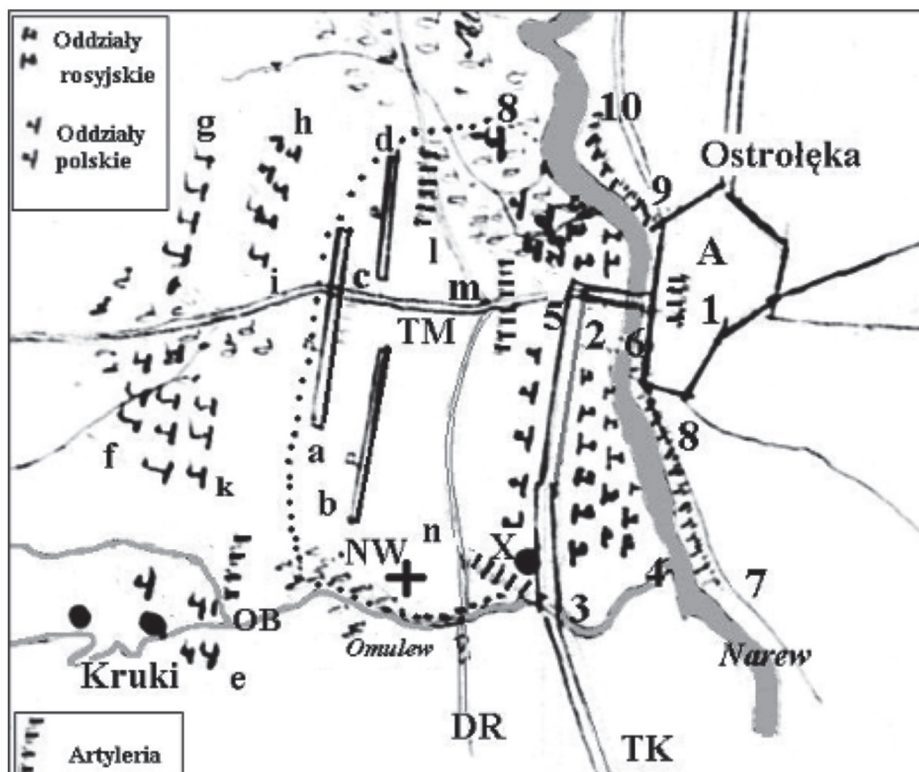 Oddziały
rosyjskie
Oddziały
polskie
g
h
d
8
10
Ostrołęka
9
A
l
i
c
m
1
TM
5
2
6
f
a
8
k
b
n
X
NW
4
7
3
OB
Omulew
Kruki
e
Narew
DR
TK
Artyleria